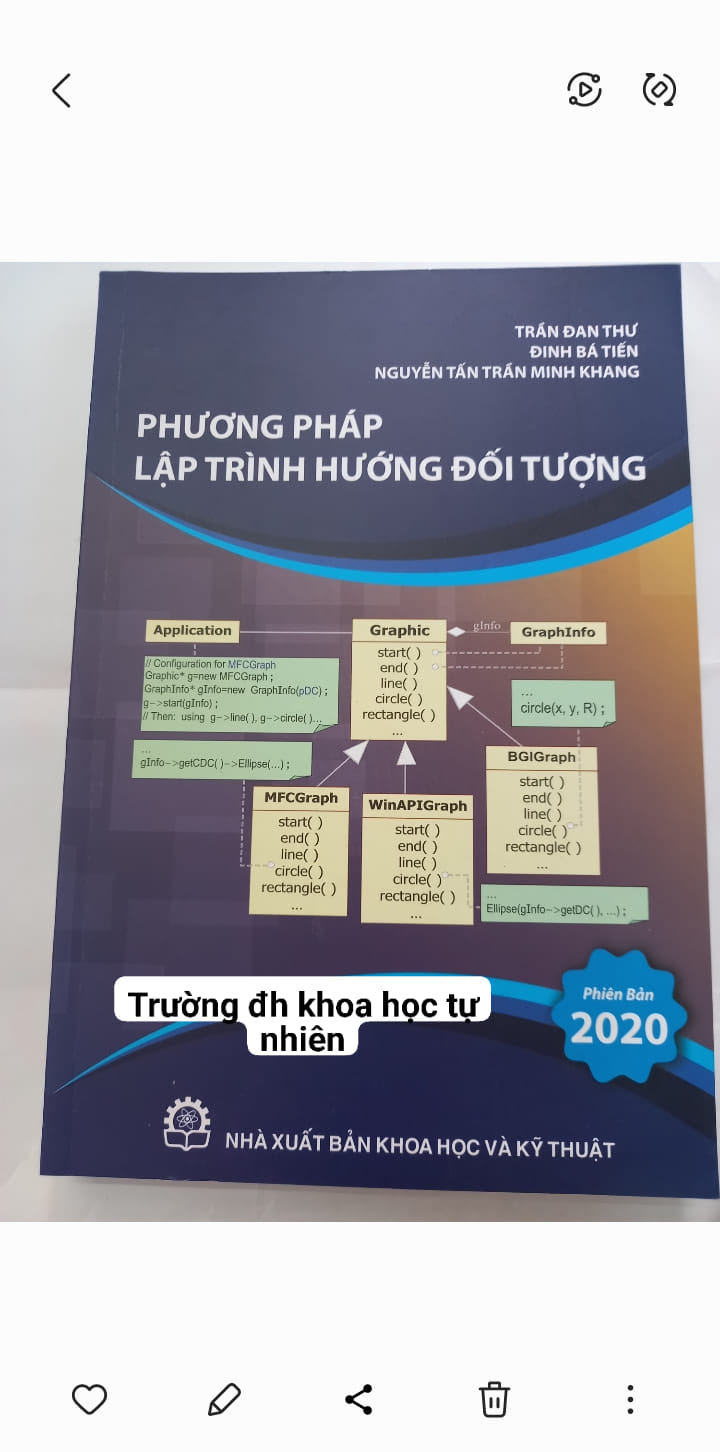 TRẦN ĐAN THƯ
ĐINH BÁ TIẾN
NGUYỄN TẤN TRẦN MINH KHANG
PHƯƠNG PHÁP
LẬP TRÌNH HƯỚNG ĐỐI TƯỢNG
Application
Graphic
gInfo
GraphInfo
// Configuration for MFCGraph
Graphic* g=new MFCGraph ;
GraphInfo* gInfo=new GraphInfo(pDC) ;
g->start(gInfo) ;
// Then: using g->line( ), g->circle( )...
start( )
end( )
line( )
circle( )
rectangle( )
...
...
circle(x, y, R) ;
...
gInfo->getCDC( )->Ellipse(...) ;
BGIGraph
start( )
end( )
line( )
circle( )
rectangle( )
...
MFCGraph
start( )
end( )
line( )
circle( )
rectangle( )
...
WinAPIGraph
start( )
end( )
line( )
circle( )
rectangle( )
...
...
Ellipse(gInfo->getDC( ), ...) ;
Trường đh khoa học tự
nhiên
Phiên Bản
2020
NHÀ XUẤT BẢN KHOA HỌC VÀ KỸ THUẬT